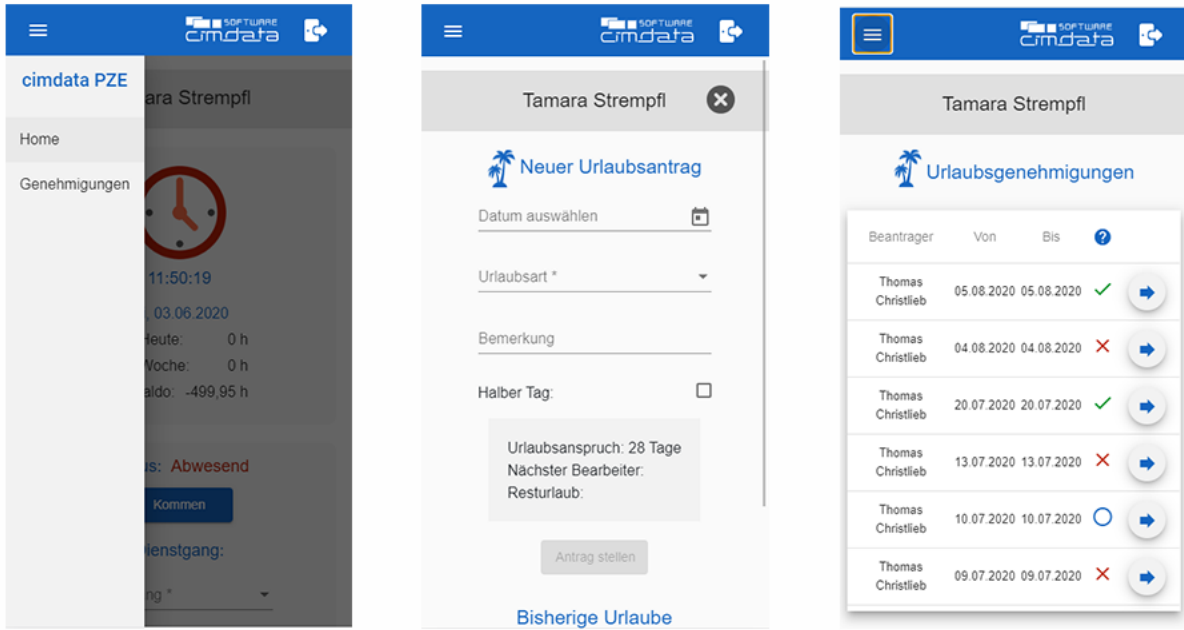 SOFTWARE
cimdata
cimdata PZE
ara Strempfl
Home
Genehmigungen
11:50:19
, 03.06.2020
Heute: 0 h
Woche: 0 h
aldo: -499,95 h
us: Abwesend
Kommen
Dienstgang:
ng *
SOFTWARE
cimdata
Tamara Strempfl
Neuer Urlaubsantrag
Datum auswählen
Urlaubsart *
Bemerkung
Halber Tag:
Urlaubsanspruch: 28 Tage
Nächster Bearbeiter:
Resturlaub:
Antrag stellen
Bisherige Urlaube
SOFTWARE
cimdata
Tamara Strempfl
Urlaubsgenehmigungen
Beantrager Von Bis ?
Thomas
Christlieb
05.08.2020 05.08.2020
Thomas
Christlieb
04.08.2020 04.08.2020
Thomas
Christlieb
20.07.2020 20.07.2020
Thomas
Christlieb
13.07.2020 13.07.2020
Thomas
Christlieb
10.07.2020 10.07.2020
Thomas
Christlieb
09.07.2020 09.07.2020